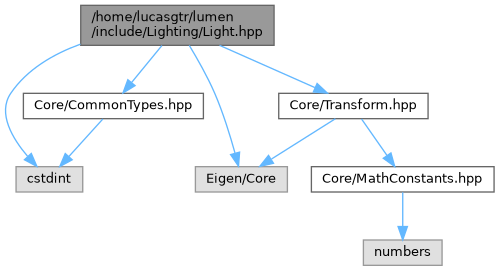 /home/lucasgtr/lumen
/include/Lighting/Light.hpp
Core/CommonTypes.hpp
Core/Transform.hpp
cstdint
Eigen/Core
Core/MathConstants.hpp
numbers